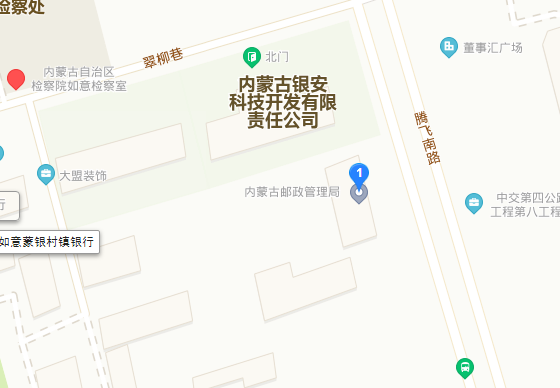 检察处
翠柳巷
北门
董事汇广场
内蒙古自治区
检察院如意检察室
内蒙古银安
科技开发有限
责任公司
腾飞南路
大盟装饰
1
内蒙古邮政管理局
中交第四公路
工程第八工程
行
如意蒙银村镇银行